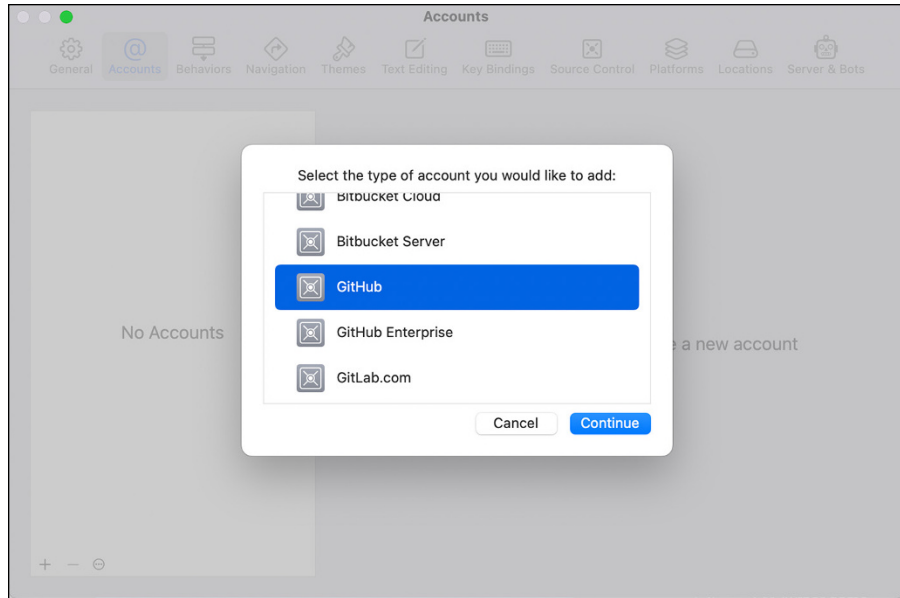 Accounts
General Accounts Behaviors Navigation Themes Text Editing Key Bindings Source Control Platforms Locations Server & Bots
Select the type of account you would like to add:
Bitbucket Cloud
Bitbucket Server
GitHub
GitHub Enterprise
GitLab.com
No Accounts
a new account
Cancel Continue